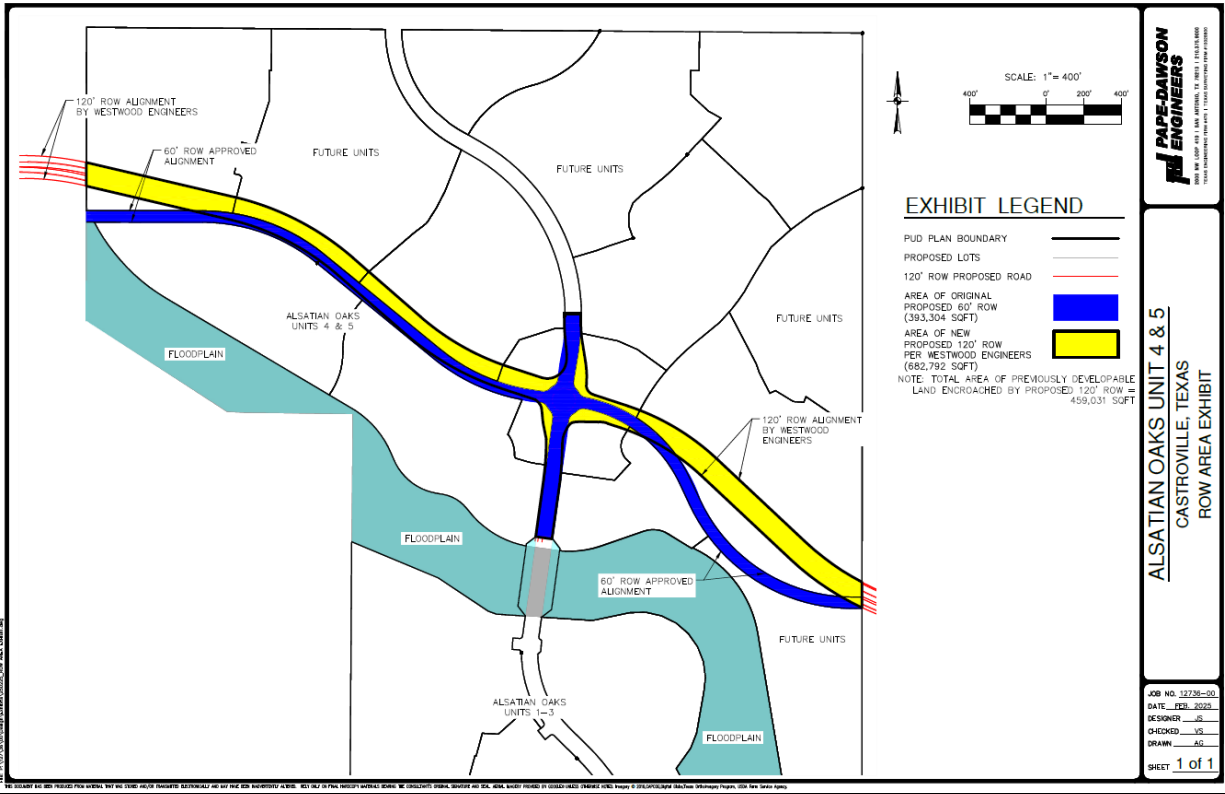 120' ROW ALIGNMENT
BY WESTWOOD ENGINEERS
60' ROW APPROVED
ALIGNMENT
FUTURE UNITS
FUTURE UNITS
ALSATIAN OAKS
UNITS 4 & 5
FUTURE UNITS
FLOODPLAIN
120' ROW ALIGNMENT
BY WESTWOOD
ENGINEERS
FLOODPLAIN
60' ROW APPROVED
ALIGNMENT
FUTURE UNITS
ALSATIAN OAKS
UNITS 1-3
FLOODPLAIN
SCALE: 1"= 400'
400' 0' 200' 400'
EXHIBIT LEGEND
PUD PLAN BOUNDARY
PROPOSED LOTS
120' ROW PROPOSED ROAD
AREA OF ORIGINAL
PROPOSED 60' ROW
(393,304 SQFT)
AREA OF NEW
PROPOSED 120' ROW
PER WESTWOOD ENGINEERS
(682,792 SQFT)
NOTE: TOTAL AREA OF PREVIOUSLY DEVELOPABLE
LAND ENCROACHED BY PROPOSED 120' ROW =
459,031 SQFT
PAPE-DAWSON
ENGINEERS
ALSATIAN OAKS UNIT 4 & 5
CASTROVILLE, TEXAS
ROW AREA EXHIBIT
JOB NO. 12736-00
DATE FEB. 2025
DESIGNER JS
CHECKED VS
DRAWN AG
SHEET 1 of 1